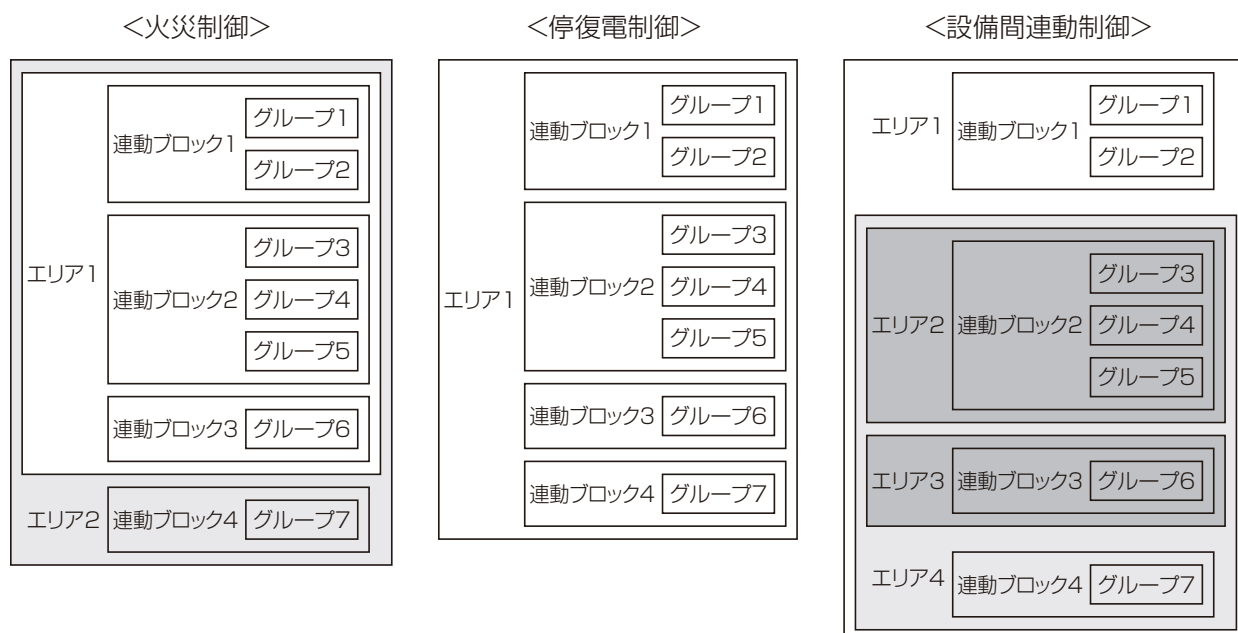 <火災制御>
エリア1
連動ブロック1
グループ1
グループ2
連動ブロック2
グループ3
グループ4
グループ5
連動ブロック3
グループ6
エリア2
連動ブロック4
グループ7
<停復電制御>
エリア1
連動ブロック1
グループ1
グループ2
連動ブロック2
グループ3
グループ4
グループ5
連動ブロック3
グループ6
連動ブロック4
グループ7
<設備間連動制御>
エリア1
連動ブロック1
グループ1
グループ2
エリア2
連動ブロック2
グループ3
グループ4
グループ5
エリア3
連動ブロック3
グループ6
エリア4
連動ブロック4
グループ7